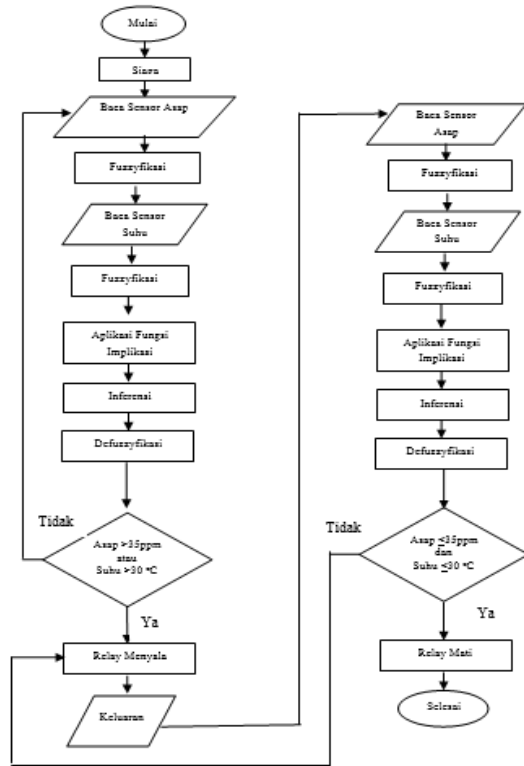 Mulai
Siaga
Baca Sensor Asap
Fuzzyfikasi
Baca Sensor
Suhu
Fuzzyfikasi
Aplikasi Fungsi
Implikasi
Inferensi
Defuzzyfikasi
Tidak
Asap >35ppm
atau
Suhu >30 °C
Ya
Relay Menyala
Keluaran
Baca Sensor
Asap
Fuzzyfikasi
Baca Sensor
Suhu
Fuzzyfikasi
Aplikasi Fungsi
Implikasi
Inferensi
Defuzzyfikasi
Tidak
Asap ≤35ppm
dan
Suhu ≤30 °C
Ya
Relay Mati
Selesai